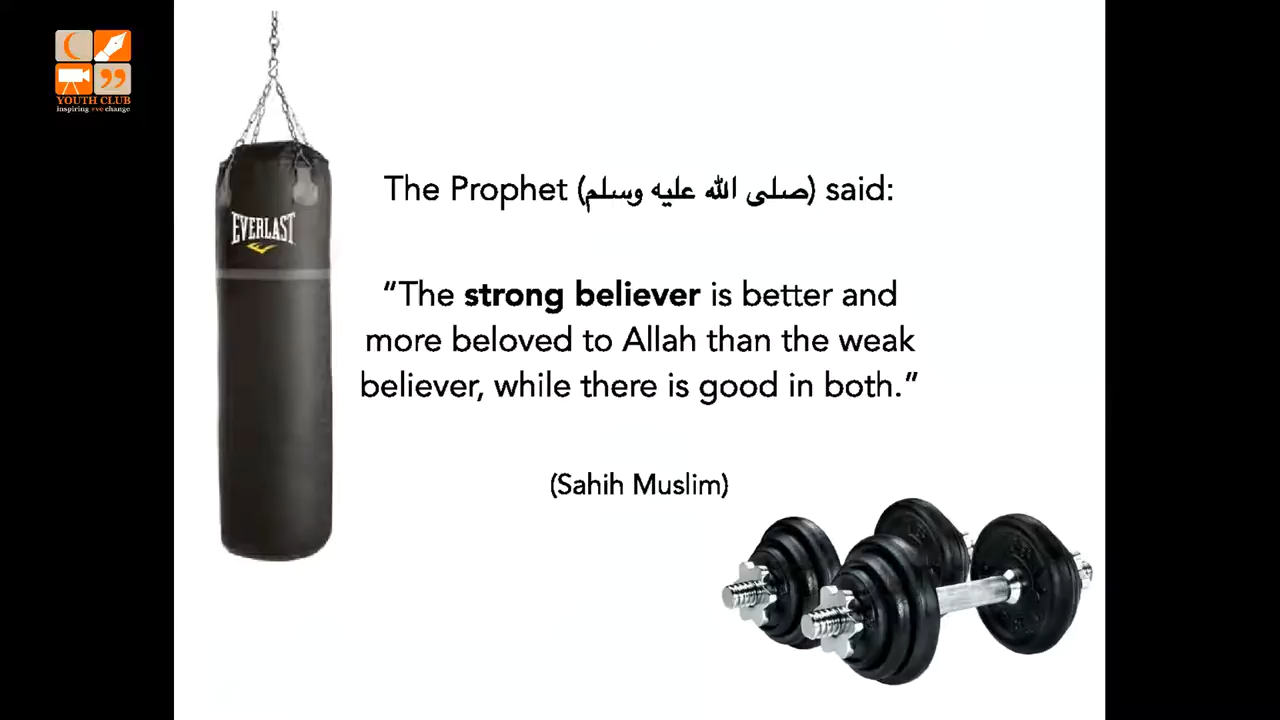 YOUTH CLUB
inspiring +ve change
EVERLAST
The Prophet (صلى الله عليه وسلم) said:
“The strong believer is better and
more beloved to Allah than the weak
believer, while there is good in both.”
(Sahih Muslim)